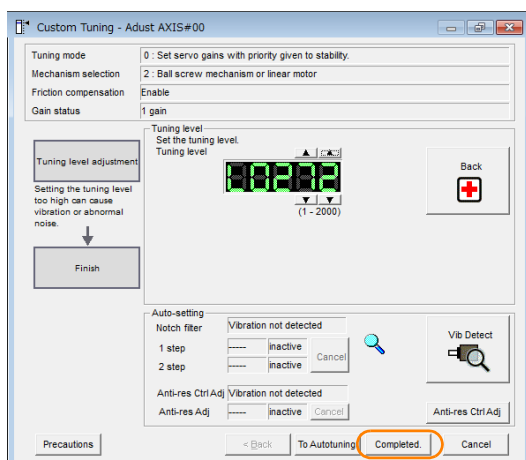 Custom Tuning - Adust AXIS#00
Tuning mode
0 : Set servo gains with priority given to stability.
Mechanism selection
2 : Ball screw mechanism or linear motor
Friction compensation
Enable
Gain status
1 gain
Tuning level adjustment
Setting the tuning level
too high can cause
vibration or abnormal
noise.
Finish
Tuning level
Set the tuning level.
Tuning level
L0272
(1 - 2000)
Back
Auto-setting
Notch filter
Vibration not detected
1 step
-----
inactive
2 step
-----
inactive
Cancel
Anti-res Ctrl Adj
Vibration not detected
Anti-res Adj
-----
inactive
Cancel
Vib Detect
Anti-res Ctrl Adj
Precautions
< Back
To Autotuning
Completed.
Cancel